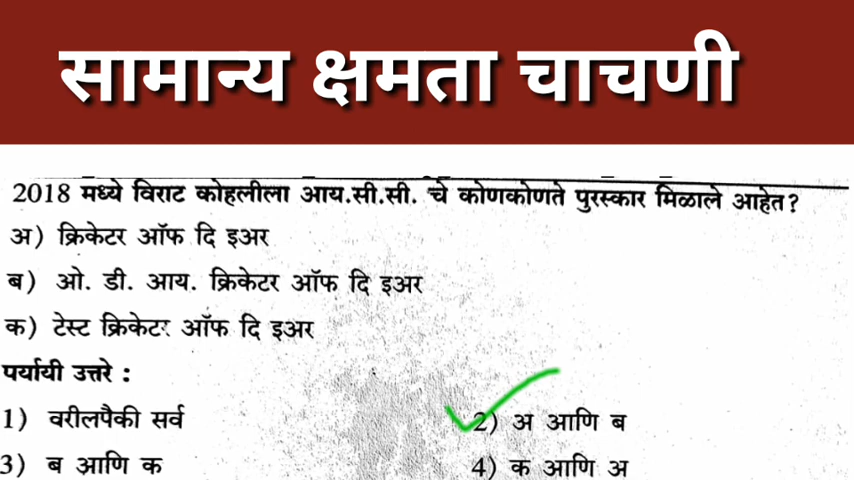 सामान्य क्षमता चाचणी
2018 मध्ये विराट कोहलीला आय.सी.सी. चे कोणकोणते पुरस्कार मिळाले आहेत?
अ) क्रिकेटर ऑफ दि इअर
ब) ओ. डी. आय. क्रिकेटर ऑफ दि इअर
क) टेस्ट क्रिकेटर ऑफ दि इअर
पर्यायी उत्तरे :
1) वरीलपैकी सर्व 2) अ आणि ब
3) ब आणि क 4) क आणि अ